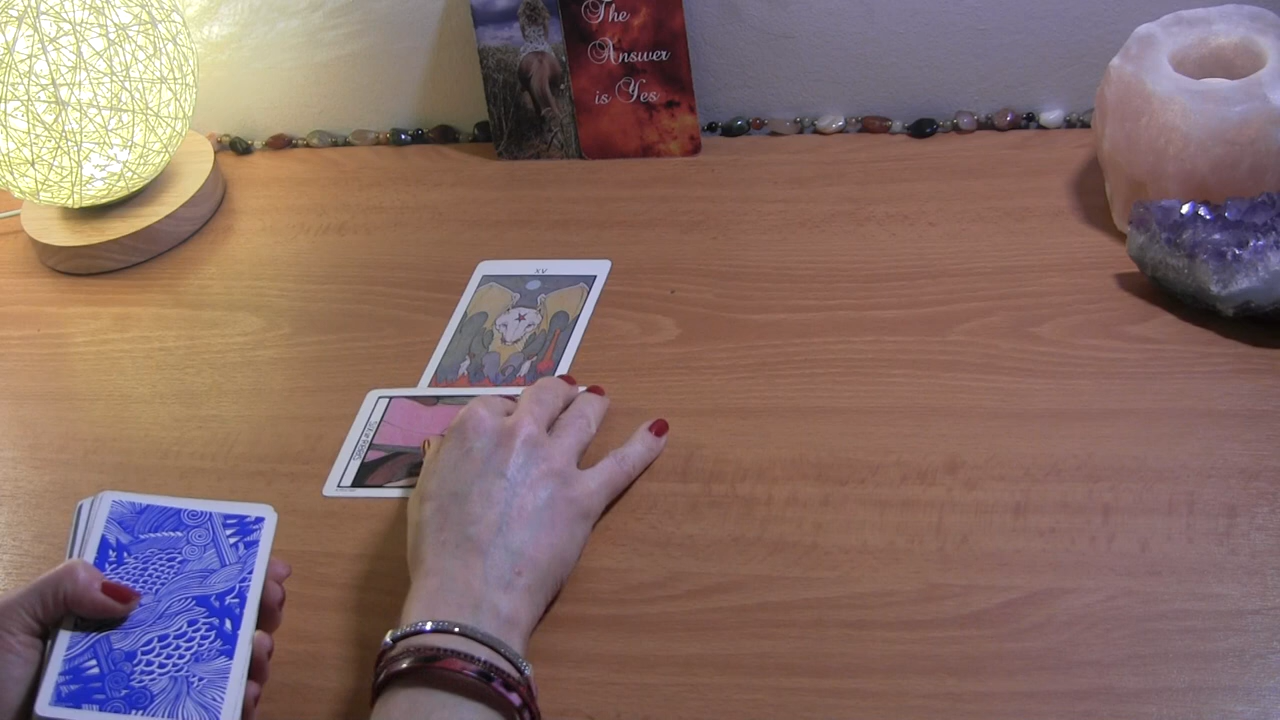 The
Answer
is Yes
XV